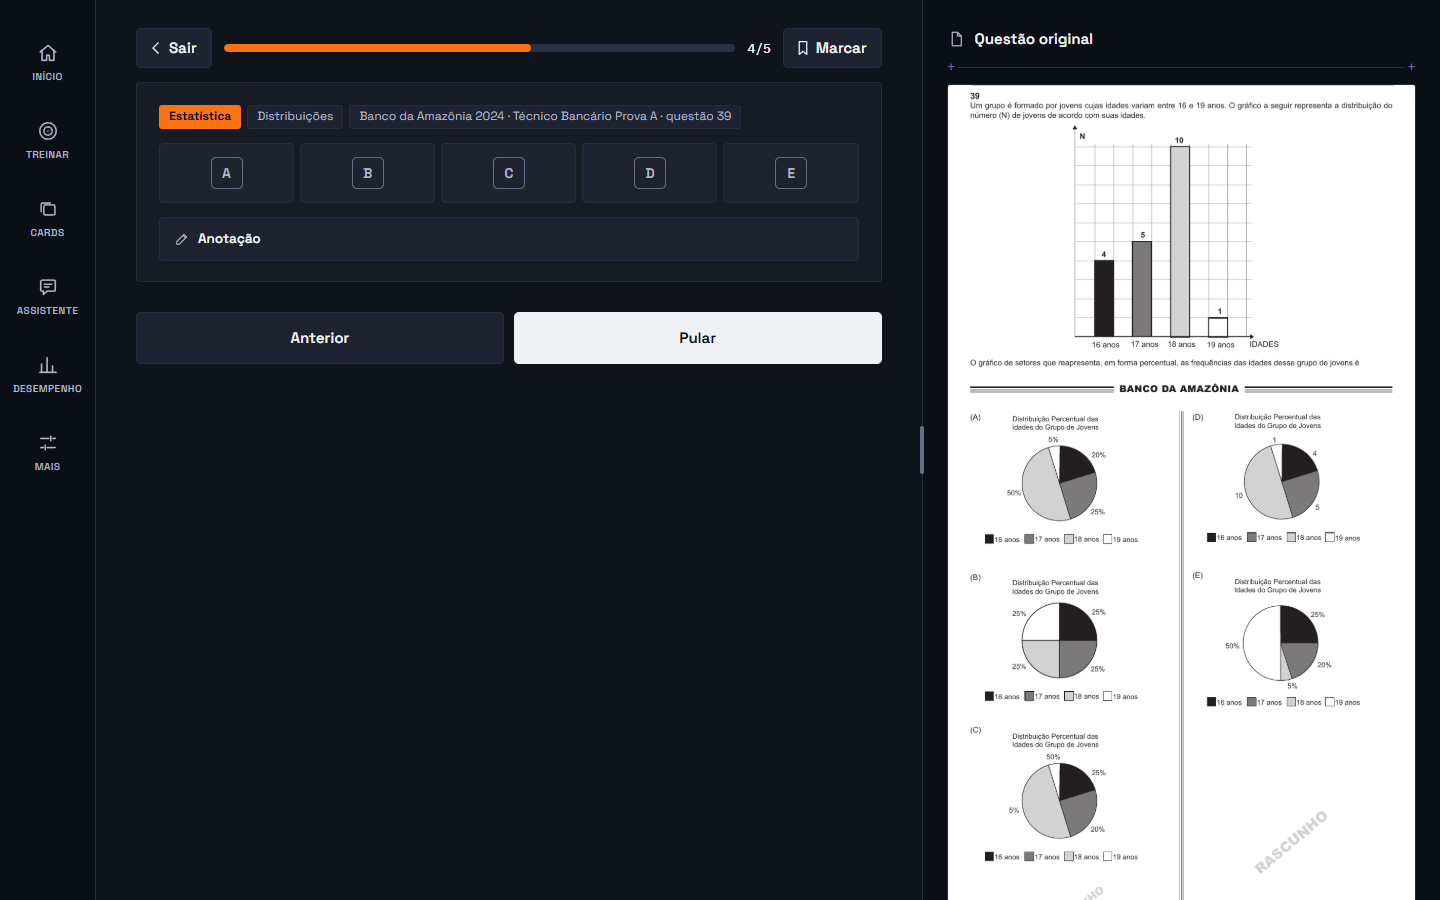 INÍCIO
TREINAR
CARDS
ASSISTENTE
DESEMPENHO
MAIS
Sair
4/5
Marcar
Estatística
Distribuições
Banco da Amazônia 2024 · Técnico Bancário Prova A · questão 39
A
B
C
D
E
Anotação
Anterior
Pular
Questão original
39
Um grupo é formado por jovens cujas idades variam entre 16 e 19 anos. O gráfico a seguir representa a distribuição do
número (N) de jovens de acordo com suas idades.
N
10
5
4
1
16 anos 17 anos 18 anos 19 anos IDADES
O gráfico de setores que reapresenta, em forma percentual, as frequências das idades desse grupo de jovens é
BANCO DA AMAZÔNIA
(A)
Distribuição Percentual das
Idades do Grupo de Jovens
5%
20%
50%
25%
16 anos 17 anos 18 anos 19 anos
(B)
Distribuição Percentual das
Idades do Grupo de Jovens
25%
25%
25%
25%
16 anos 17 anos 18 anos 19 anos
(C)
Distribuição Percentual das
Idades do Grupo de Jovens
50%
25%
5%
20%
16 anos 17 anos 18 anos 19 anos
(D)
Distribuição Percentual das
Idades do Grupo de Jovens
1
4
10
5
16 anos 17 anos 18 anos 19 anos
(E)
Distribuição Percentual das
Idades do Grupo de Jovens
25%
50%
20%
5%
16 anos 17 anos 18 anos 19 anos
RASCUNHO